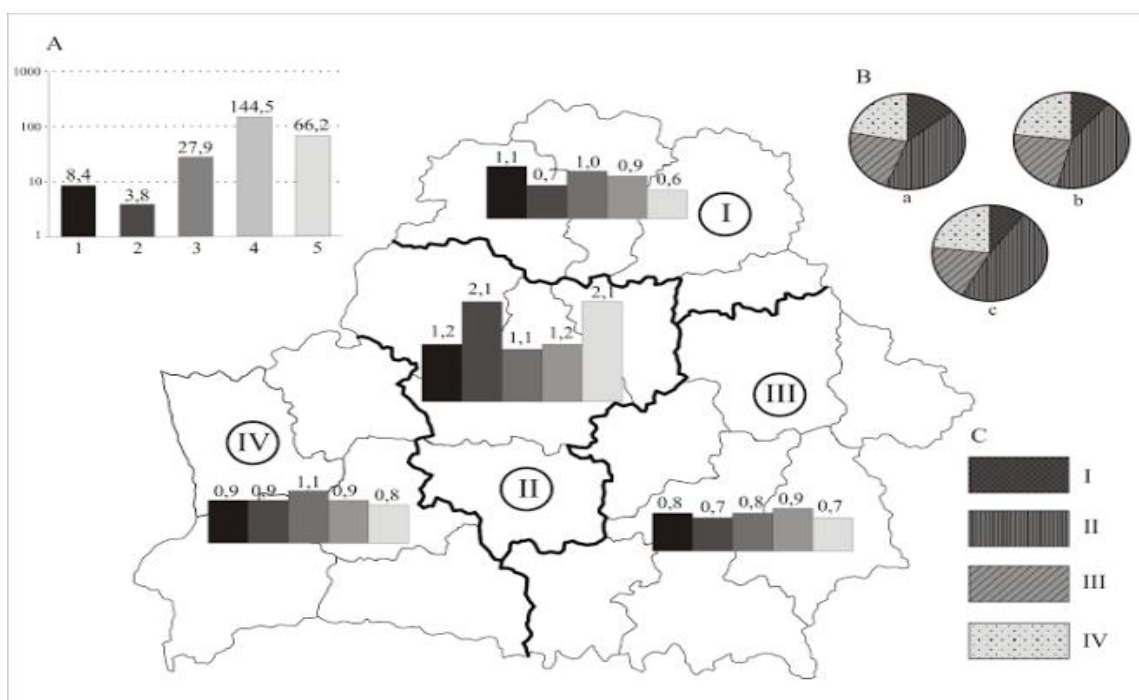 A
1000
144,5
100
66,2
27,9
10
8,4
3,8
1
1 2 3 4 5
B
a
b
c
1,1 0,7 1,0 0,9 0,6
I
1,2 2,1 1,1 1,2 2,1
III
IV
II
0,9 0,9 1,1 0,9 0,8
0,8 0,7 0,8 0,9 0,7
C
I
II
III
IV